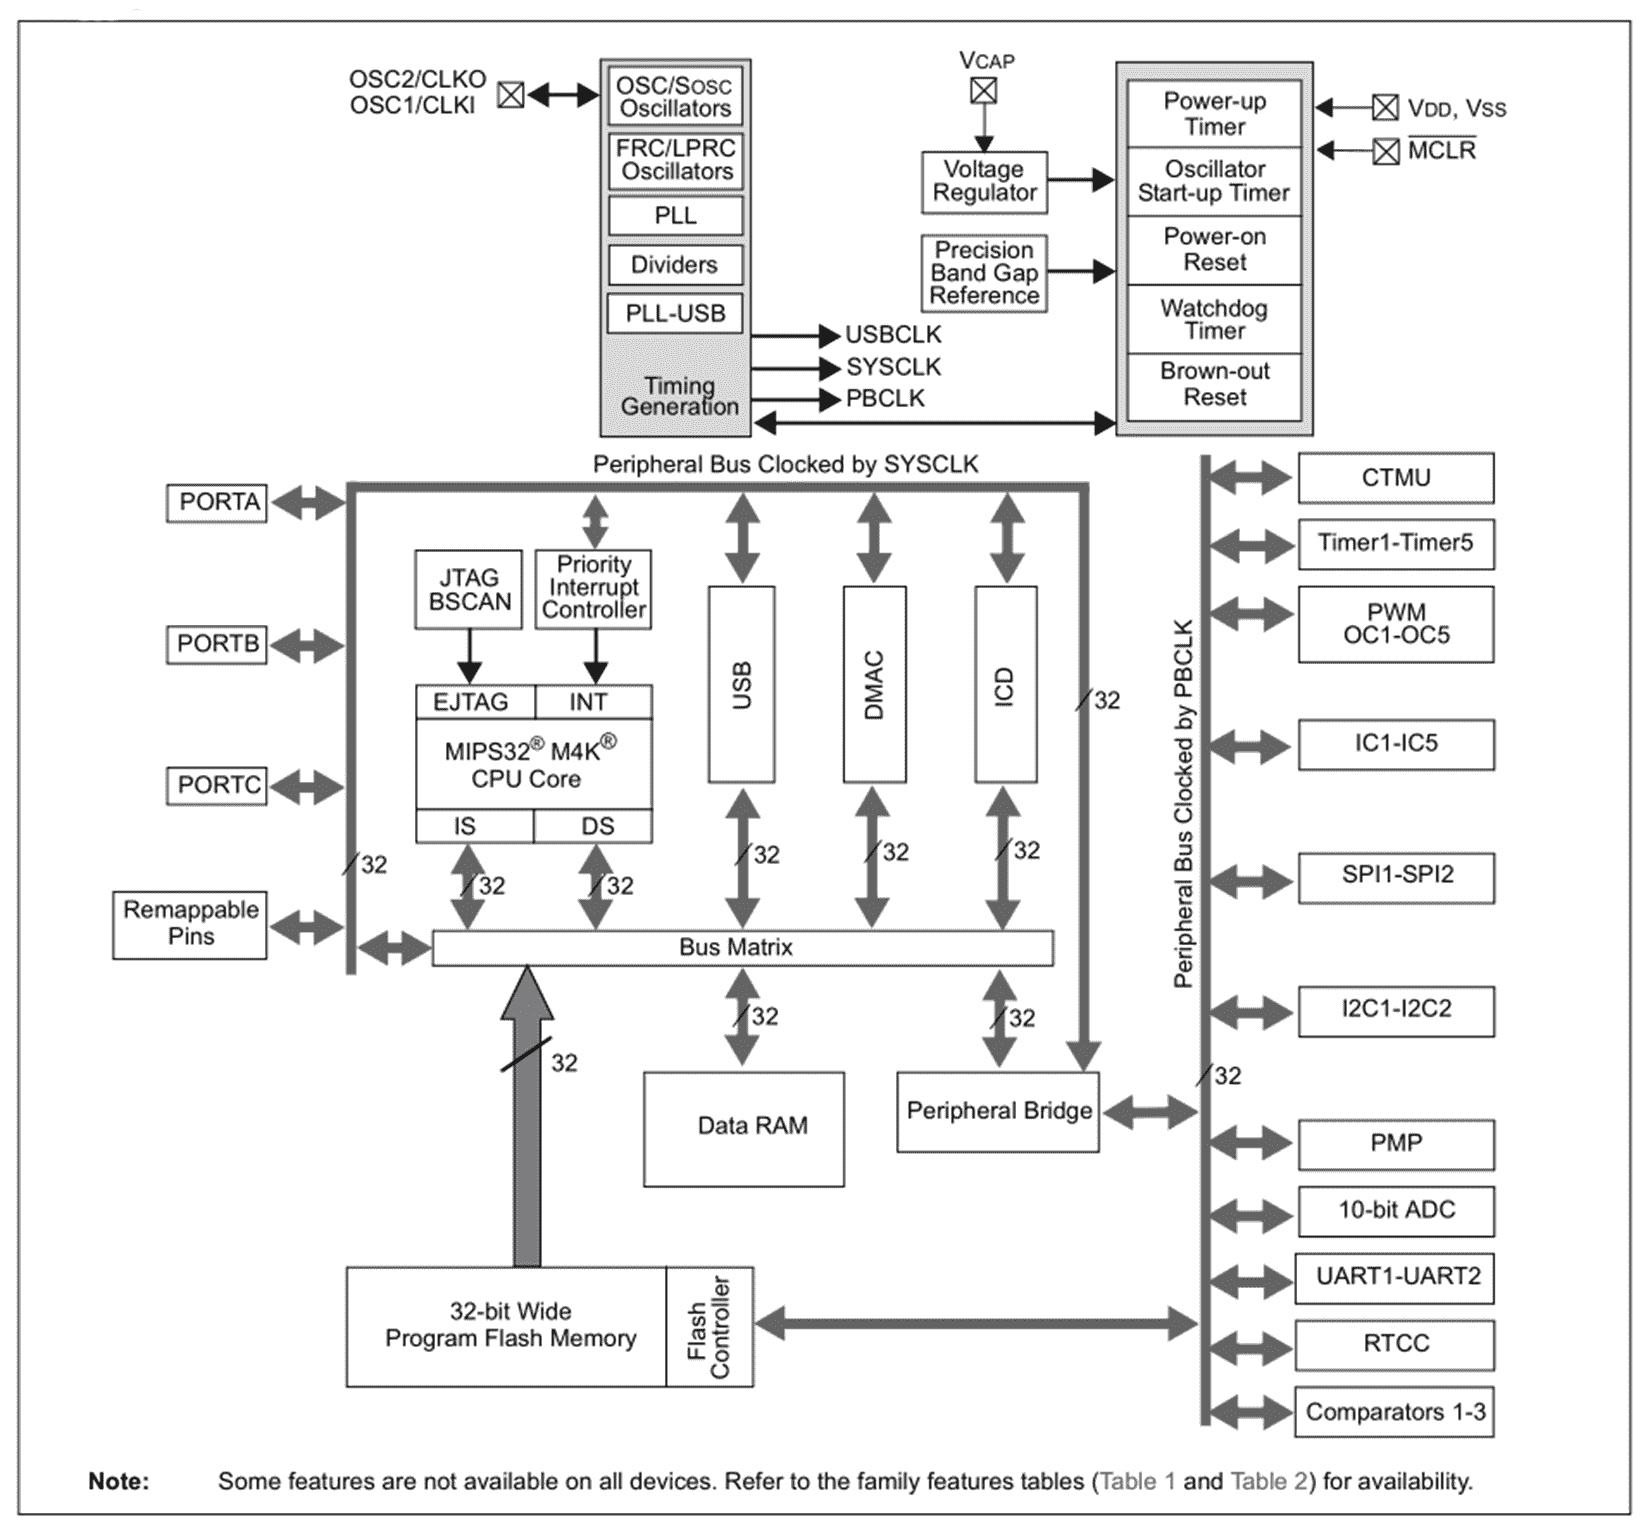 OSC2/CLKO
OSC1/CLKI
OSC/SOSC
Oscillators
FRC/LPRC
Oscillators
PLL
Dividers
PLL-USB
Timing
Generation
USBCLK
SYSCLK
PBCLK
VCAP
Voltage
Regulator
Precision
Band Gap
Reference
Power-up
Timer
Oscillator
Start-up Timer
Power-on
Reset
Watchdog
Timer
Brown-out
Reset
VDD, VSS
MCLR
Peripheral Bus Clocked by SYSCLK
PORTA
PORTB
PORTC
Remappable
Pins
32
JTAG
BSCAN
Priority
Interrupt
Controller
EJTAG
INT
MIPS32® M4K®
CPU Core
IS
DS
32
32
USB
32
DMAC
32
ICD
32
32
Bus Matrix
32
32
32
Data RAM
Peripheral Bridge
32-bit Wide
Program Flash Memory
Flash
Controller
Peripheral Bus Clocked by PBCLK
32
CTMU
Timer1-Timer5
PWM
OC1-OC5
IC1-IC5
SPI1-SPI2
I2C1-I2C2
PMP
10-bit ADC
UART1-UART2
RTCC
Comparators 1-3
Note: Some features are not available on all devices. Refer to the family features tables (Table 1 and Table 2) for availability.